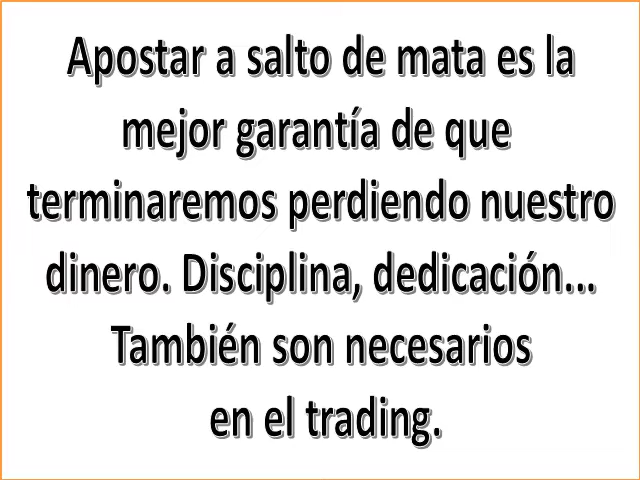 Apostar a salto de mata es la
mejor garantía de que
terminaremos perdiendo nuestro
dinero. Disciplina, dedicación...
También son necesarios
en el trading.